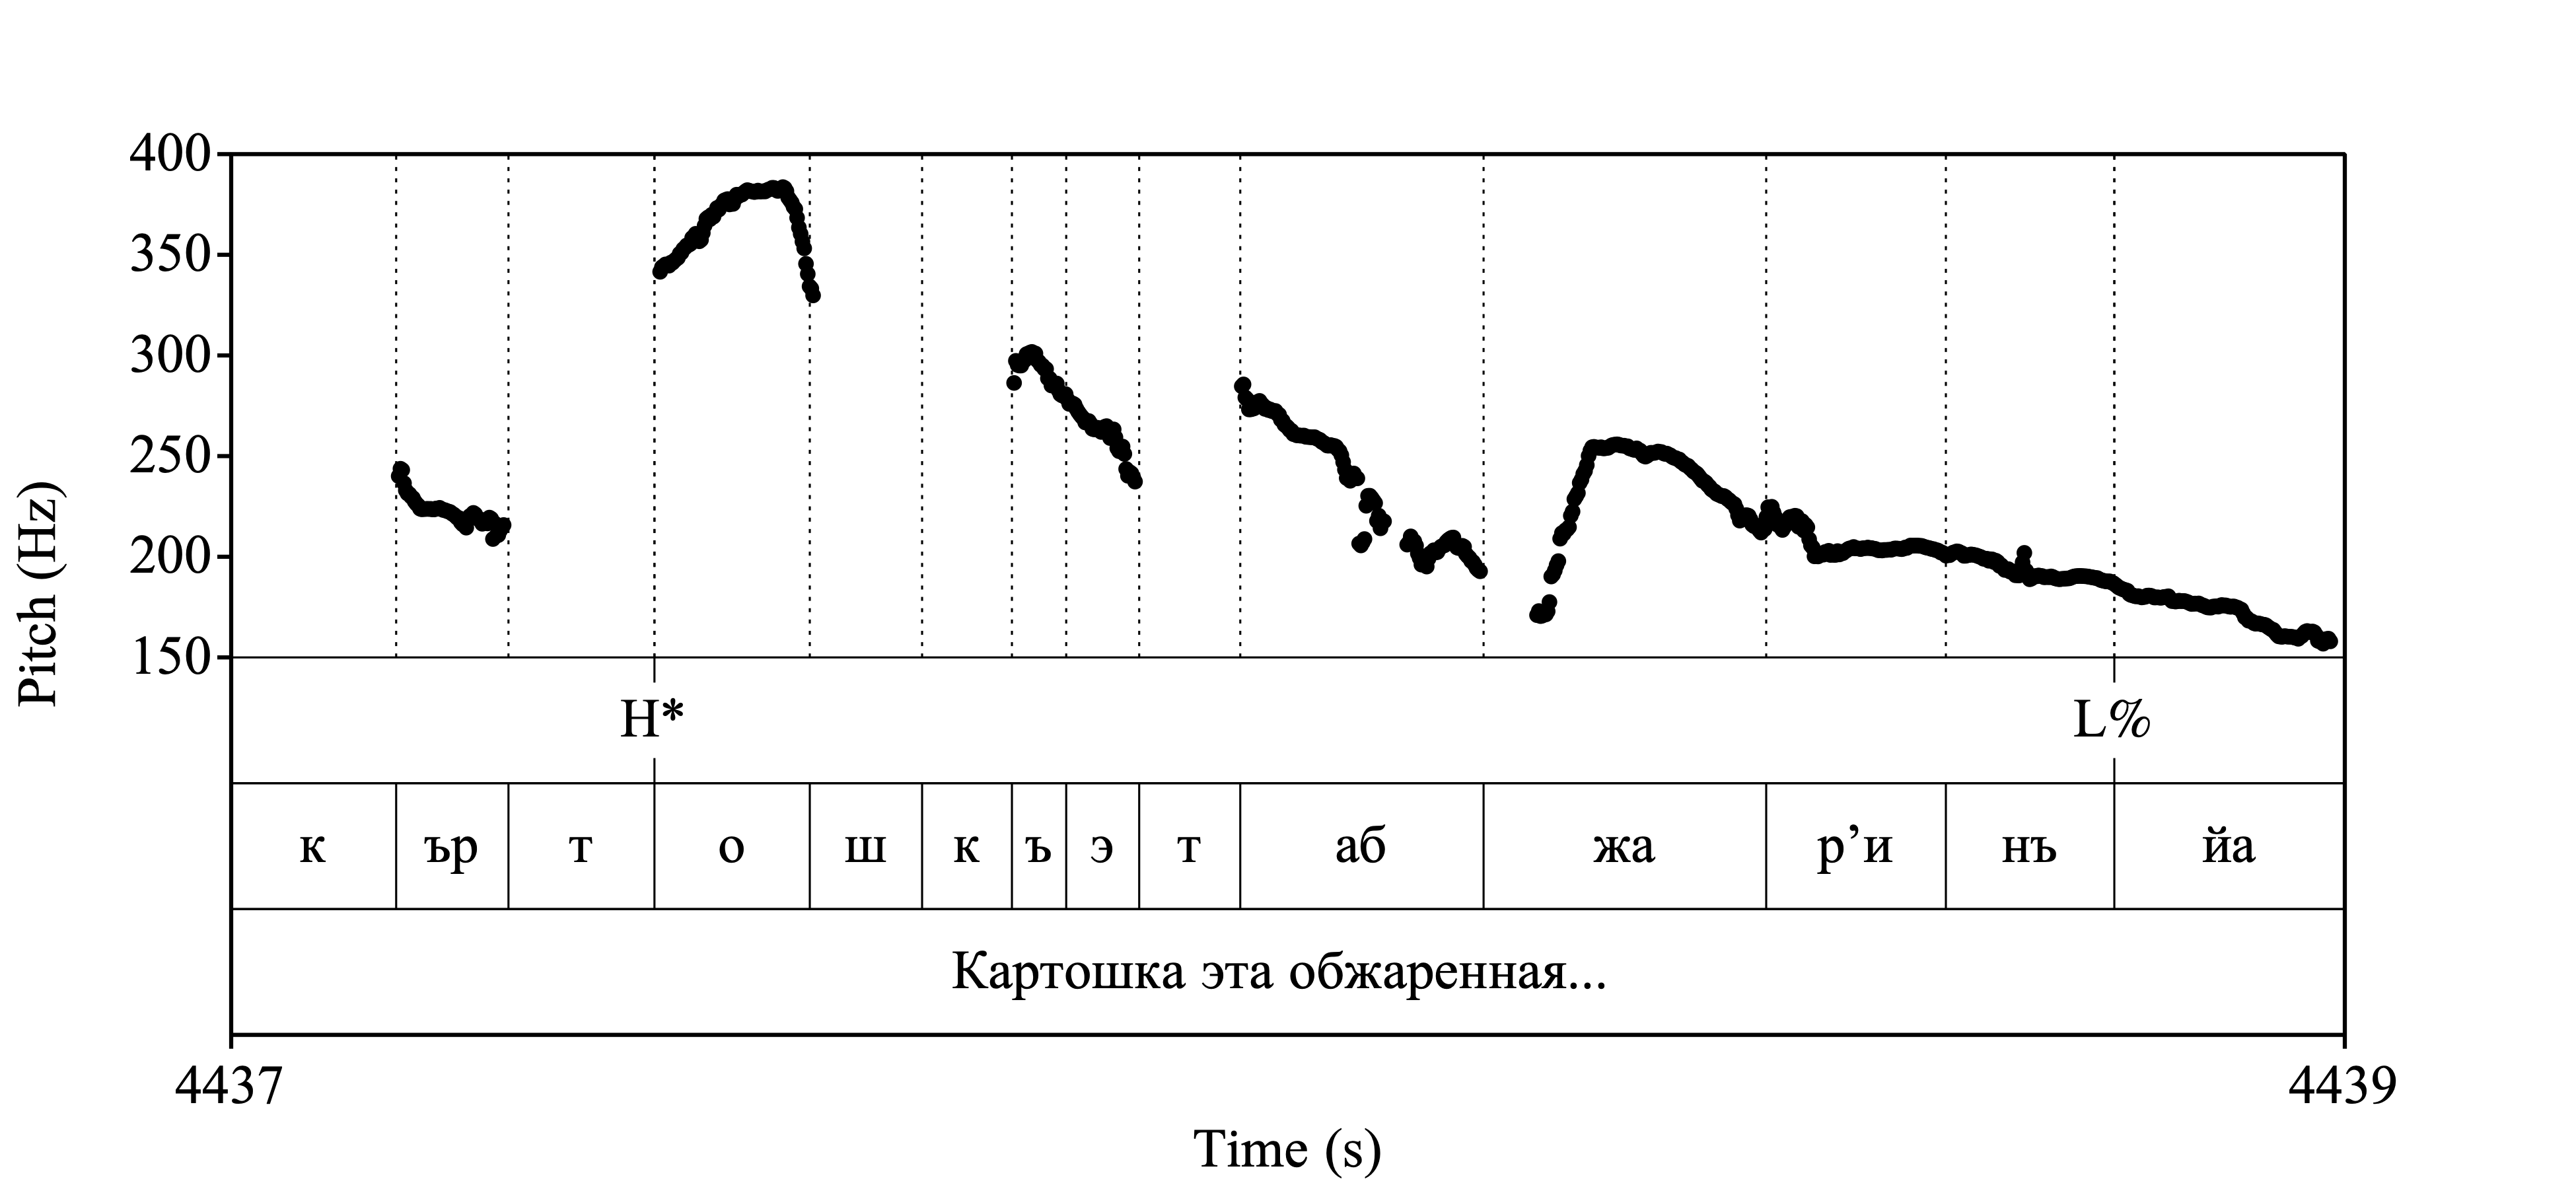 400
350
300
250
200
150
Pitch (Hz)
H* L%
к ър т о ш к ъ э т аб жа р’и нъ йа
Картошка эта обжаренная...
4437 4439
Time (s)